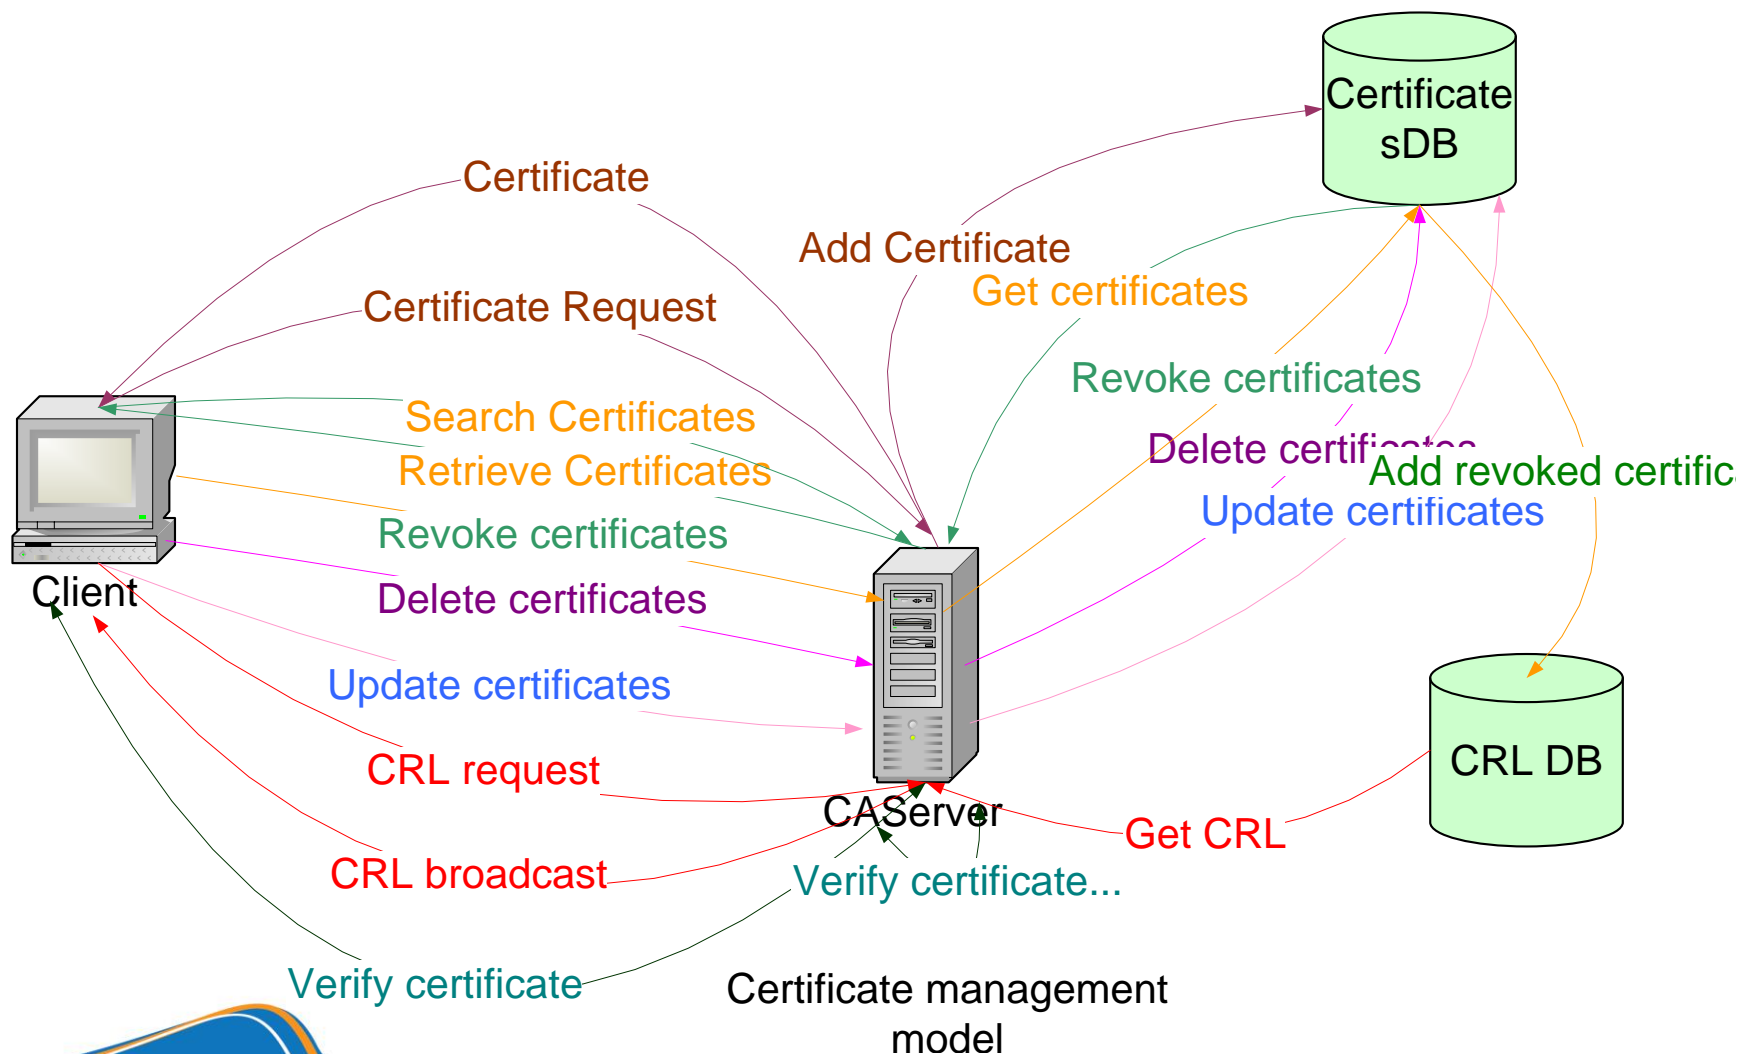 Certificate
sDB
Certificate
Add Certificate
Get certificates
Certificate Request
Revoke certificates
Search Certificates
Delete certificates
Retrieve Certificates
Add revoked certific
Update certificates
Revoke certificates
Client
Delete certificates
Update certificates
CRL request
CRL DB
CAServer
Get CRL
CRL broadcast
Verify certificate...
Verify certificate
Certificate management
model